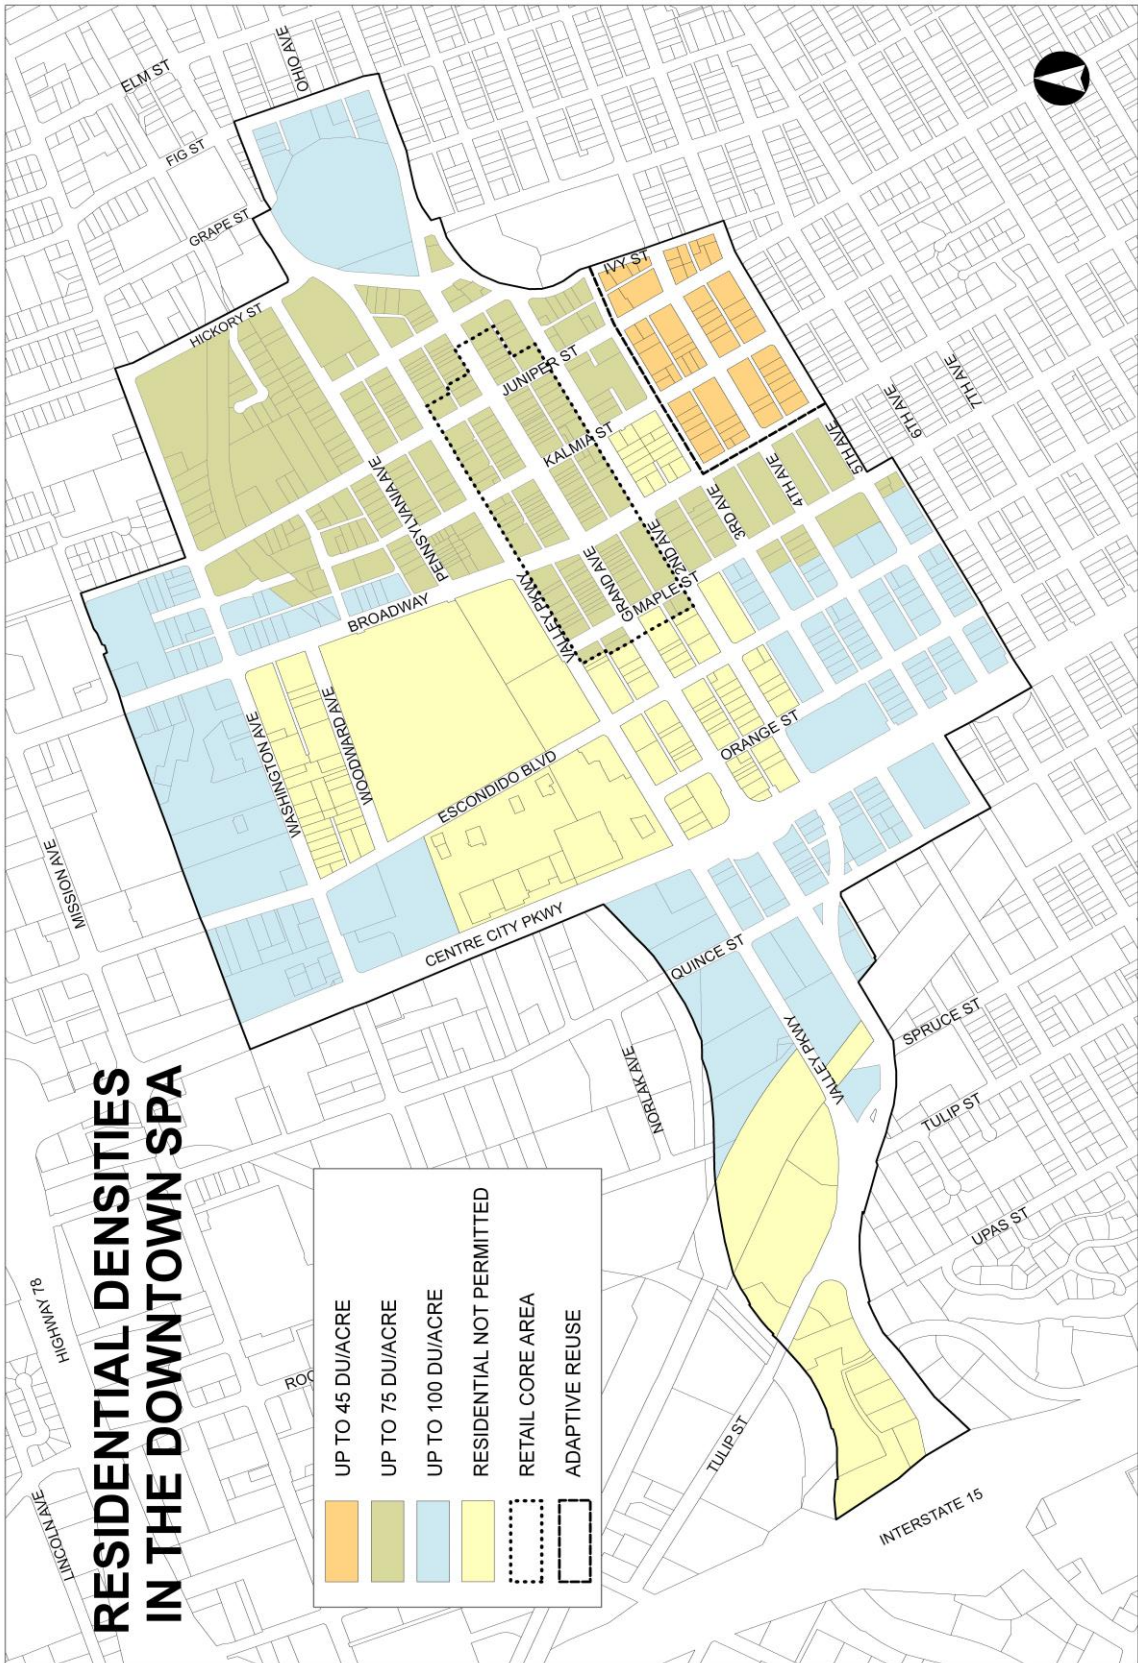 RESIDENTIAL DENSITIES
IN THE DOWNTOWN SPA
UP TO 45 DU/ACRE
UP TO 75 DU/ACRE
UP TO 100 DU/ACRE
RESIDENTIAL NOT PERMITTED
RETAIL CORE AREA
ADAPTIVE REUSE
LINCOLN AVE
HIGHWAY 78
MISSION AVE
ELM ST
OHIO AVE
FIG ST
GRAPE ST
HICKORY ST
WASHINGTON AVE
WOODWARD AVE
BROADWAY
PENNSYLVANIA AVE
ESCONDIDO BLVD
CENTRE CITY PKWY
VALLEY PKWY
GRAND AVE
JUNIPER ST
KALMIA ST
IVY ST
MAPLE ST
2ND AVE
3RD AVE
4TH AVE
5TH AVE
6TH AVE
7TH AVE
ORANGE ST
QUINCE ST
NORLAK AVE
VALLEY PKWY
SPRUCE ST
TULIP ST
UPAS ST
TULIP ST
INTERSTATE 15